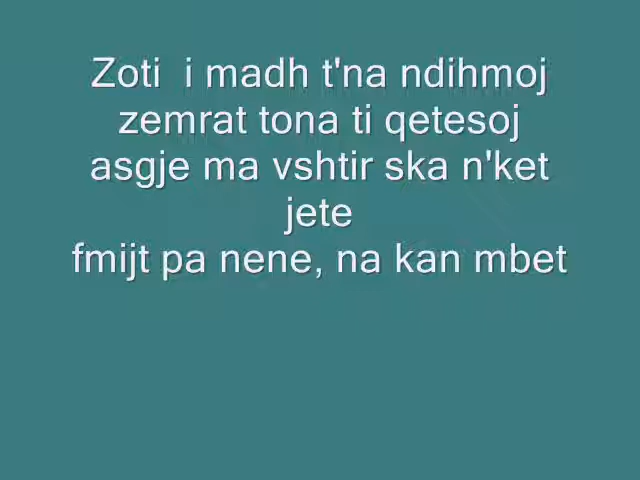 Zoti  i madh t'na ndihmoj
zemrat tona ti qetesoj
asgje ma vshtir ska n'ket
jete
fmijt pa nene, na kan mbet